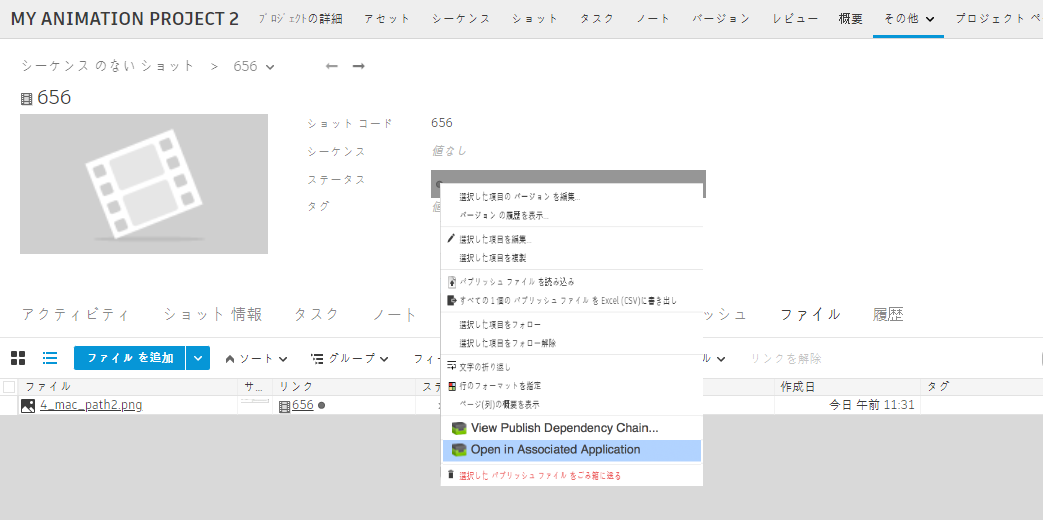 MY ANIMATION PROJECT 2 プロジェクトの詳細 アセット シーケンス ショット タスク ノート バージョン レビュー 概要 その他 プロジェクト ペ
シーケンス のない ショット > 656
656
ショット コード 656
シーケンス 値なし
ステータス
タグ
選択した項目の バージョン を編集...
バージョン の履歴を表示...
選択した項目を編集...
選択した項目を複製
パブリッシュ ファイル を読み込み
すべての 1 個の パブリッシュ ファイル を Excel (CSV)に書き出し
選択した項目をフォロー
選択した項目をフォロー解除
文字の折り返し
行のフォーマットを指定
ページ(列)の概要を表示
View Publish Dependency Chain...
Open in Associated Application
選択した パブリッシュ ファイル をごみ箱に送る
アクティビティ ショット 情報 タスク ノート ッシュ ファイル 履歴
ファイル を追加 ソート グループ フィー ル リンクを解除
ファイル サ... リンク ステ 作成日 タグ
4_mac_path2.png 656 今日 午前 11:31